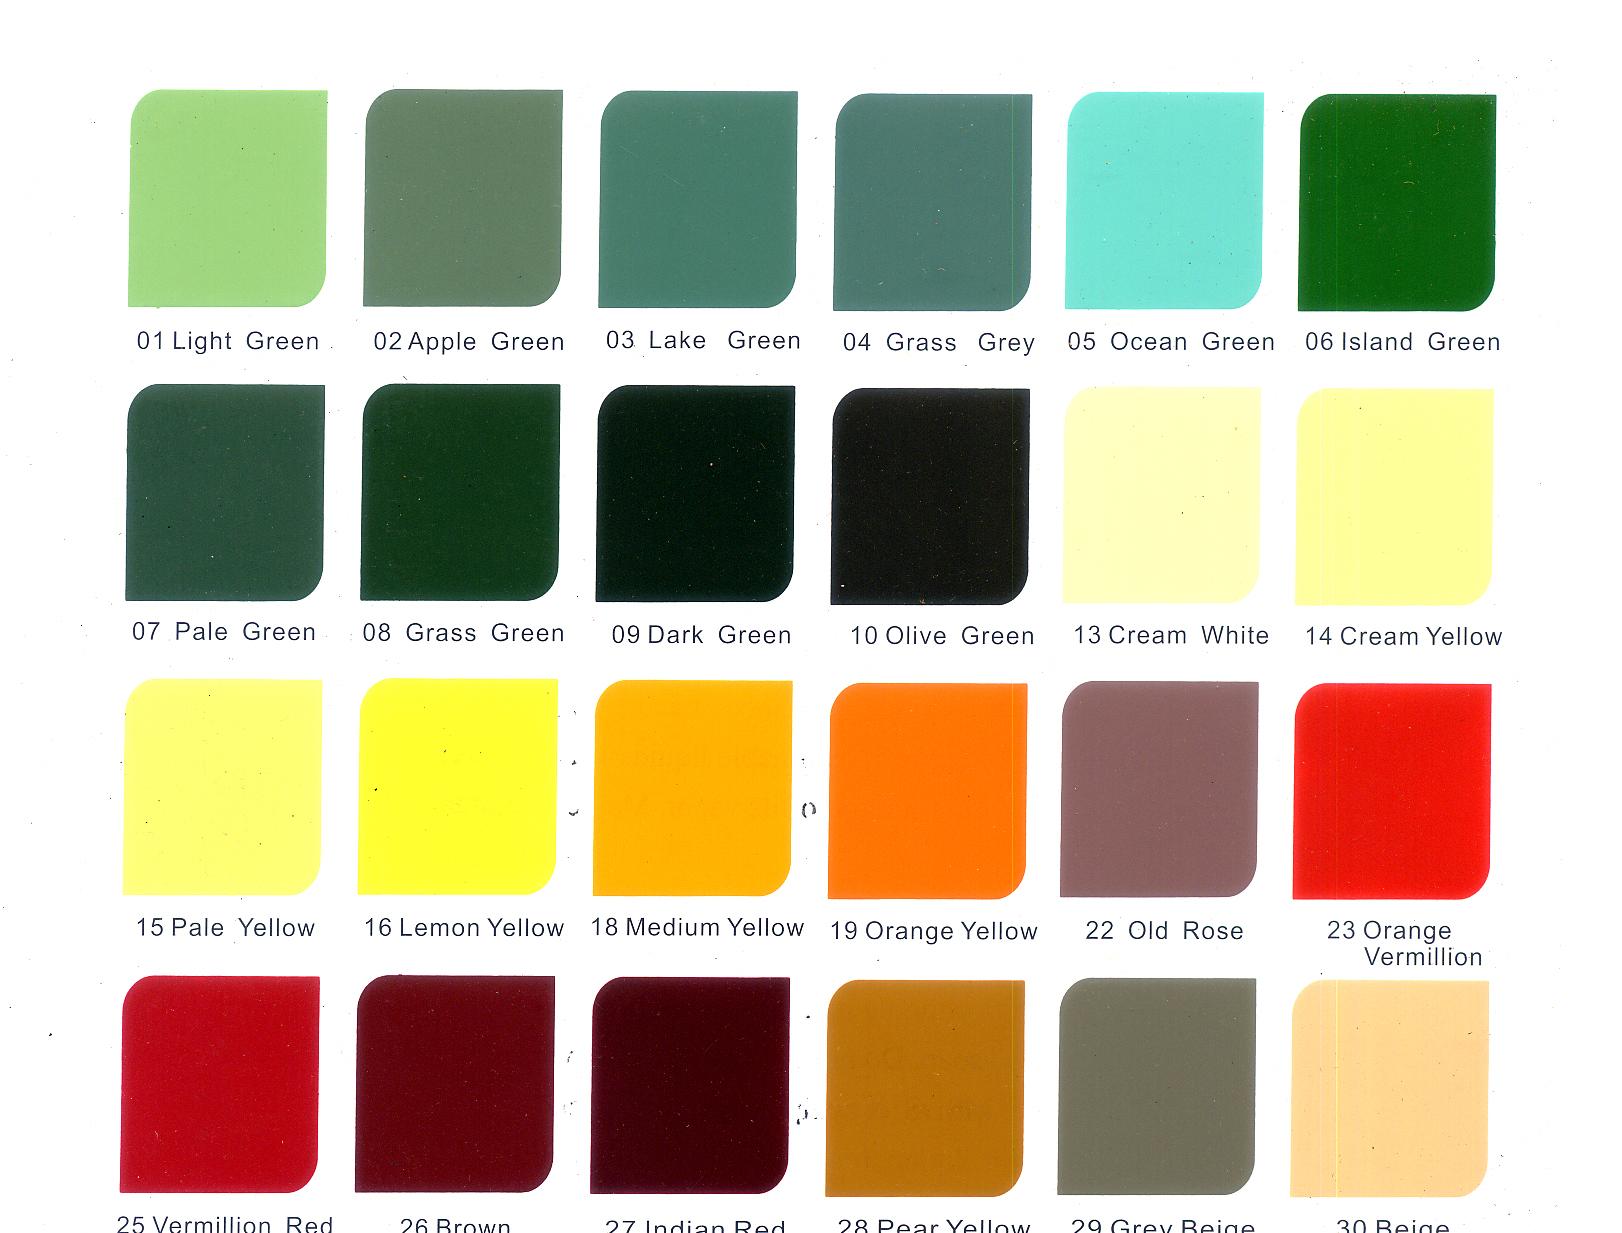 01 Light Green
02 Apple Green
03 Lake Green
04 Grass Grey
05 Ocean Green
06 Island Green
07 Pale Green
08 Grass Green
09 Dark Green
10 Olive Green
13 Cream White
14 Cream Yellow
15 Pale Yellow
16 Lemon Yellow
18 Medium Yellow
19 Orange Yellow
22 Old Rose
23 Orange
Vermillion
25 Vermillion Red
26 Brown
27 Indian Red
28 Pear Yellow
29 Grey Beige
30 Beige